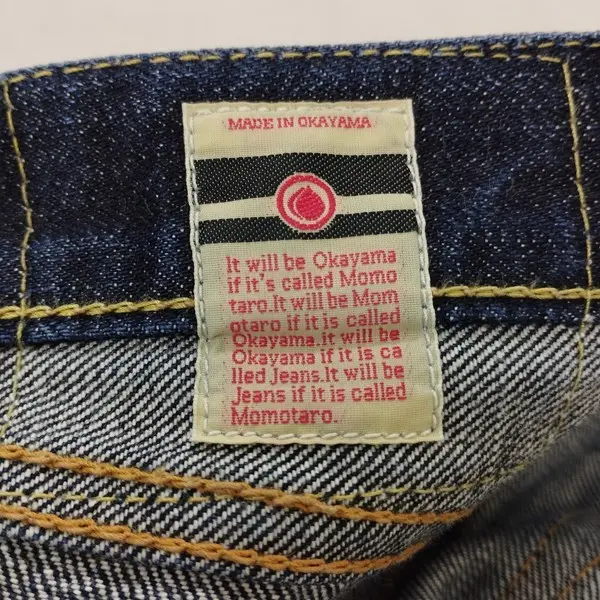 MADE IN OKAYAMA
It will be Okayama
if it's called Momo
taro.It will be Mom
otaro if it is called
Okayama.it will be
Okayama if it is ca
lled Jeans.It will be
Jeans if it is called
Momotaro.